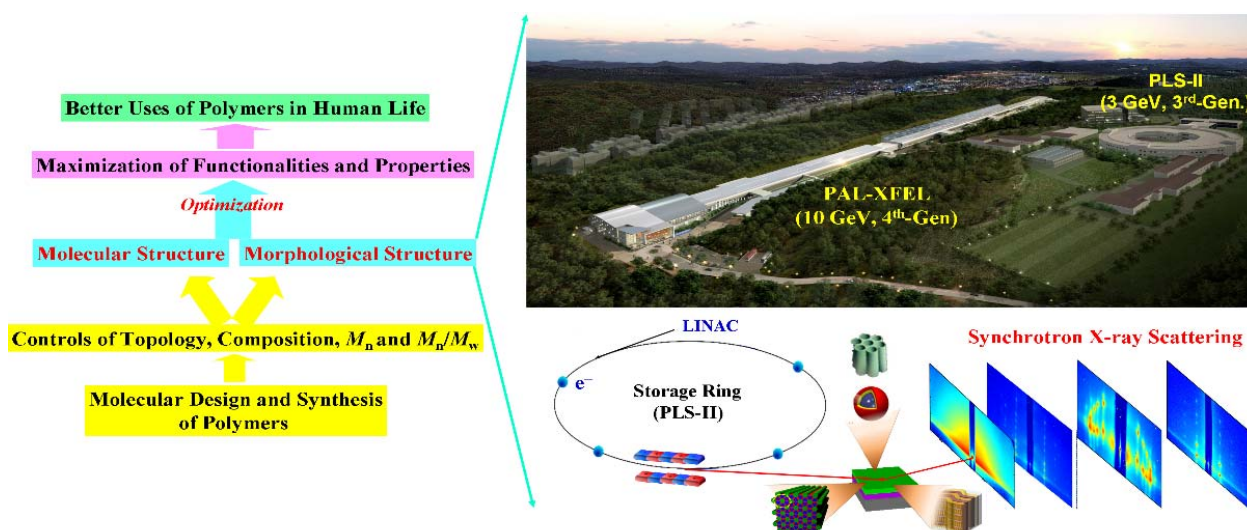 Better Uses of Polymers in Human Life
Maximization of Functionalities and Properties
Optimization
Molecular Structure
Morphological Structure
Controls of Topology, Composition, Mn and Mn/Mw
Molecular Design and Synthesis
of Polymers
PLS-II
(3 GeV, 3rd-Gen.)
PAL-XFEL
(10 GeV, 4th-Gen)
LINAC
e−
Storage Ring
(PLS-II)
Synchrotron X-ray Scattering